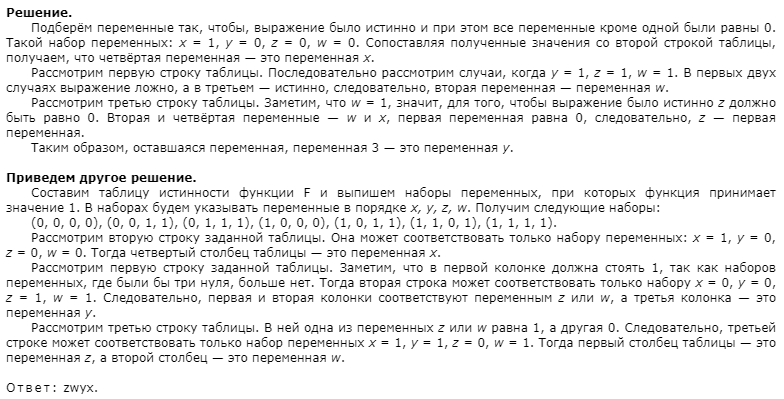 Решение.
Подберём переменные так, чтобы, выражение было истинно и при этом все переменные кроме одной были равны 0.
Такой набор переменных: x = 1, y = 0, z = 0, w = 0. Сопоставляя полученные значения со второй строкой таблицы,
получаем, что четвёртая переменная — это переменная x.
Рассмотрим первую строку таблицы. Последовательно рассмотрим случаи, когда y = 1, z = 1, w = 1. В первых двух
случаях выражение ложно, а в третьем — истинно, следовательно, вторая переменная — переменная w.
Рассмотрим третью строку таблицы. Заметим, что w = 1, значит, для того, чтобы выражение было истинно z должно
быть равно 0. Вторая и четвёртая переменные — w и x, первая переменная равна 0, следовательно, z — первая
переменная.
Таким образом, оставшаяся переменная, переменная 3 — это переменная y.
Приведем другое решение.
Составим таблицу истинности функции F и выпишем наборы переменных, при которых функция принимает
значение 1. В наборах будем указывать переменные в порядке x, y, z, w. Получим следующие наборы:
(0, 0, 0, 0), (0, 0, 1, 1), (0, 1, 1, 1), (1, 0, 0, 0), (1, 0, 1, 1), (1, 1, 0, 1), (1, 1, 1, 1).
Рассмотрим вторую строку заданной таблицы. Она может соответствовать только набору переменных: x = 1, y = 0,
z = 0, w = 0. Тогда четвертый столбец таблицы — это переменная x.
Рассмотрим первую строку заданной таблицы. Заметим, что в первой колонке должна стоять 1, так как наборов
переменных, где были бы три нуля, больше нет. Тогда вторая строка может соответствовать только набору x = 0, y = 0,
z = 1, w = 1. Следовательно, первая и вторая колонки соответствуют переменным z или w, а третья колонка — это
переменная y.
Рассмотрим третью строку таблицы. В ней одна из переменных z или w равна 1, а другая 0. Следовательно, третьей
строке может соответствовать только набор переменных x = 1, y = 1, z = 0, w = 1. Тогда первый столбец таблицы — это
переменная z, а второй столбец — это переменная w.
Ответ: zwyx.